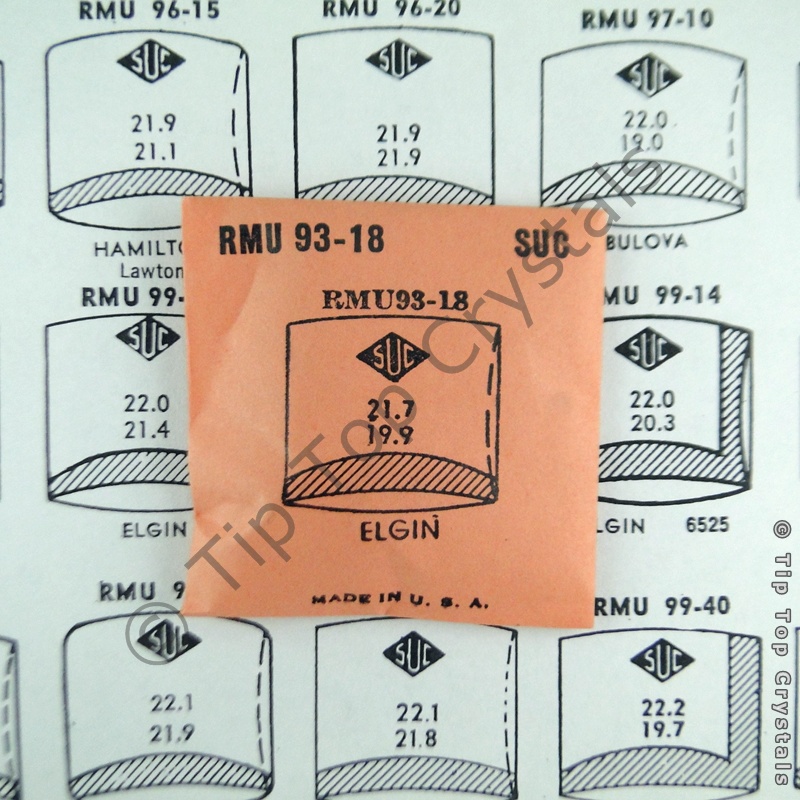 RMU 96-15
RMU 96-20
RMU 97-10
SUC
SUC
SUC
21.9
21.1
21.9
21.9
22.0
19.0
HAMILTO
Lawton
BULOVA
RMU 93-18
SUC
RMU93-18
SUC
21.7
19.9
ELGIN
MADE IN U. S. A.
RMU 99-
SUC
22.0
21.4
ELGIN
MU 99-14
SUC
22.0
20.3
LGIN 6525
RMU 9
SUC
22.1
21.9
SUC
22.1
21.8
RMU 99-40
SUC
22.2
19.7
© Tip Top Crystals
© Tip Top Crystals